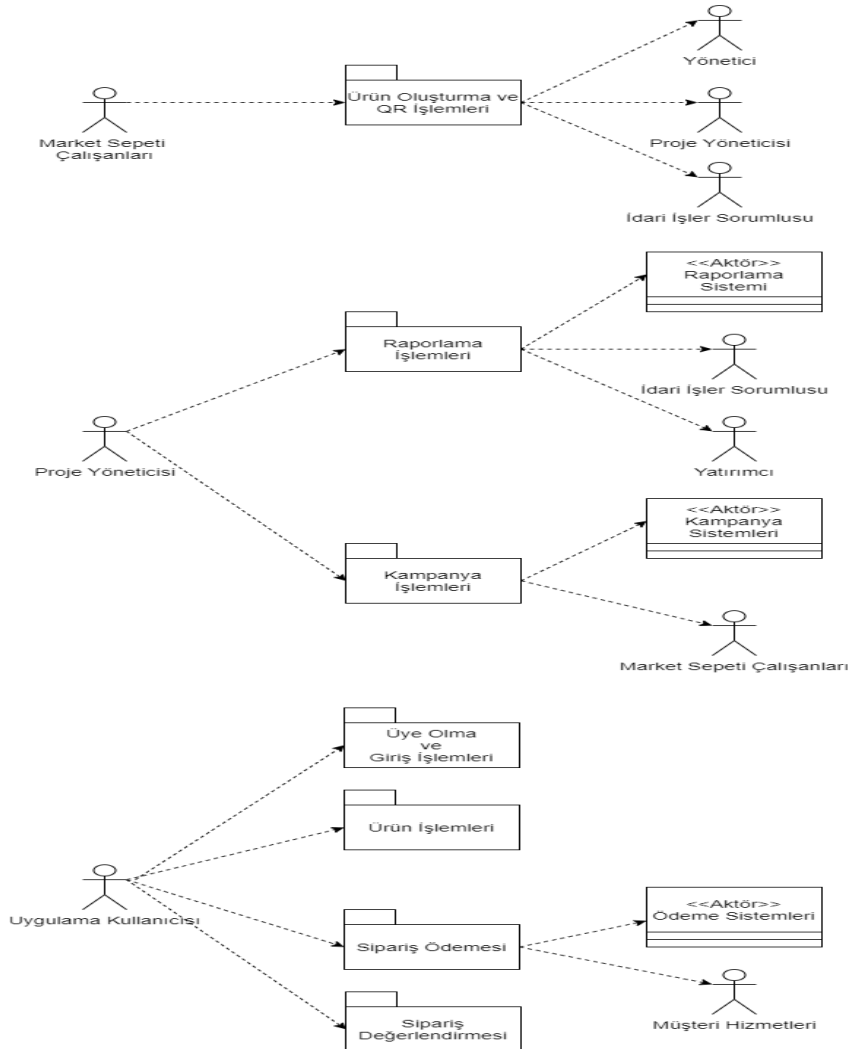 Yönetici
Ürün Oluşturma ve
QR İşlemleri
Market Sepeti
Çalışanları
Proje Yöneticisi
İdari İşler Sorumlusu
<<Aktör>>
Raporlama
Sistemi
Raporlama
İşlemleri
İdari İşler Sorumlusu
Proje Yöneticisi
Yatırımcı
<<Aktör>>
Kampanya
Sistemleri
Kampanya
İşlemleri
Market Sepeti Çalışanları
Üye Olma
ve
Giriş İşlemleri
Ürün İşlemleri
Uygulama Kullanıcısı
<<Aktör>>
Ödeme Sistemleri
Sipariş Ödemesi
Müşteri Hizmetleri
Sipariş
Değerlendirmesi